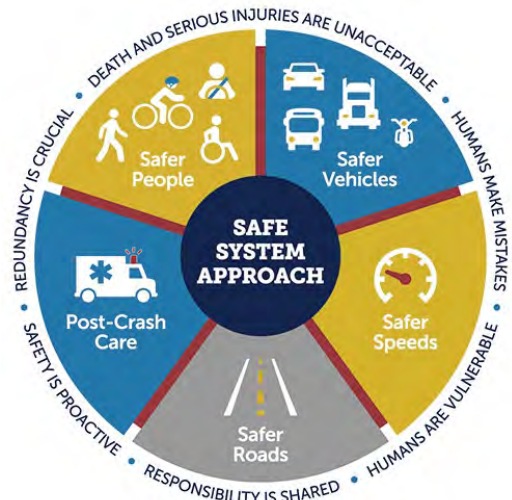 DEATH AND SERIOUS INJURIES ARE UNACCEPTABLE
HUMANS MAKE MISTAKES
HUMANS ARE VULNERABLE
RESPONSIBILITY IS SHARED
SAFETY IS PROACTIVE
REDUNDANCY IS CRUCIAL
Safer
People
Safer
Vehicles
SAFE
SYSTEM
APPROACH
Post-Crash
Care
Safer
Speeds
Safer
Roads